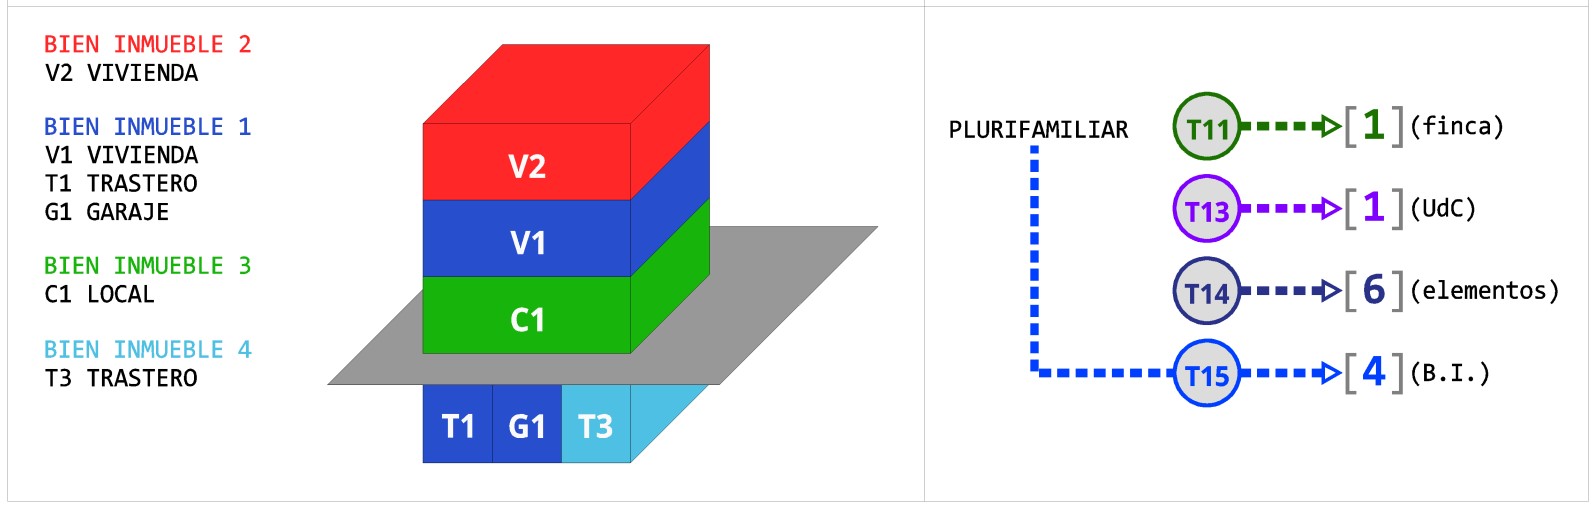 BIEN INMUEBLE 2
V2 VIVIENDA
BIEN INMUEBLE 1
V1 VIVIENDA
T1 TRASTERO
G1 GARAJE
BIEN INMUEBLE 3
C1 LOCAL
BIEN INMUEBLE 4
T3 TRASTERO
V2
V1
C1
T1 G1 T3
PLURIFAMILIAR
T11 [1] (finca)
T13 [1] (UdC)
T14 [6] (elementos)
T15 [4] (B.I.)